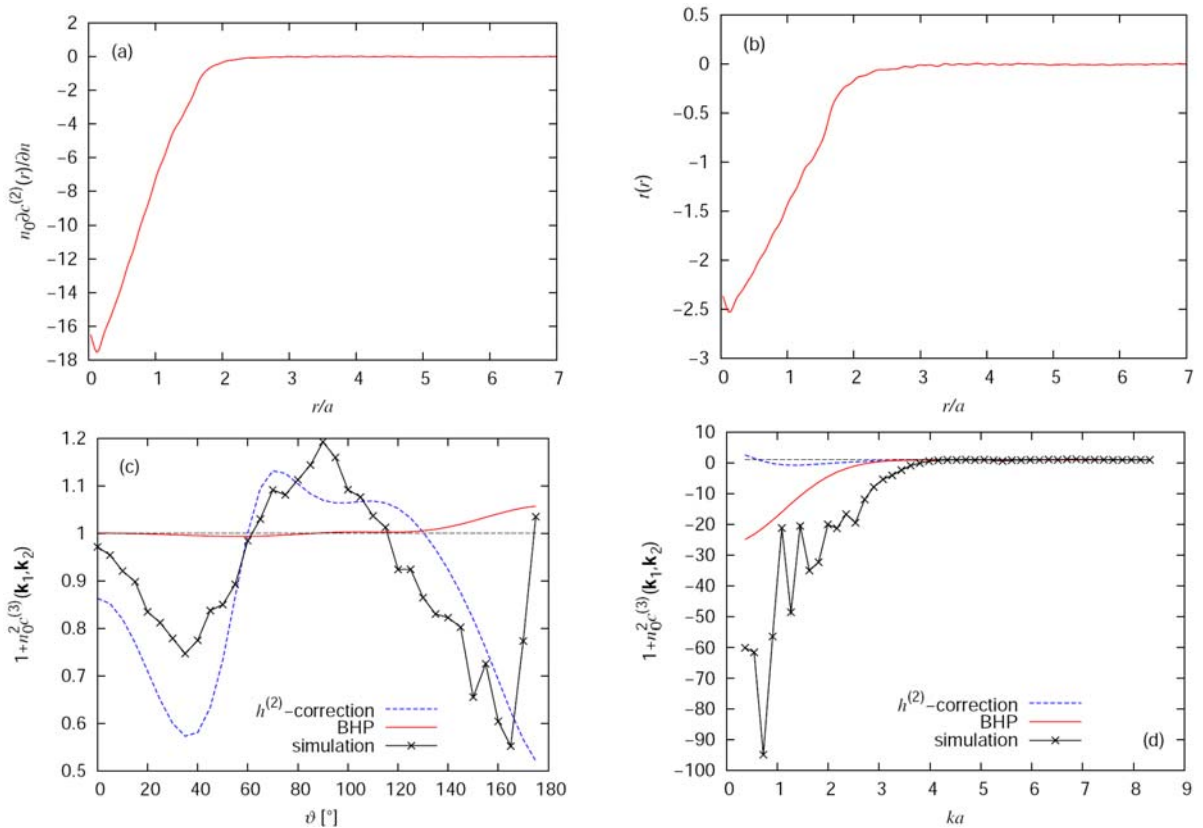 2
0
−2
−4
−6
−8
−10
−12
−14
−16
−18
(a)
n₀∂c⁽²⁾(r)/∂n
0 1 2 3 4 5 6 7
r/a
0.5
0
−0.5
−1
−1.5
−2
−2.5
−3
(b)
t(r)
0 1 2 3 4 5 6 7
r/a
1.2
1.1
1
0.9
0.8
0.7
0.6
0.5
(c)
1+n₀²c⁽³⁾(k₁,k₂)
h⁽²⁾−correction
BHP
simulation
0 20 40 60 80 100 120 140 160 180
ϑ [°]
10
0
−10
−20
−30
−40
−50
−60
−70
−80
−90
−100
1+n₀²c⁽³⁾(k₁,k₂)
h⁽²⁾−correction
BHP
simulation
(d)
0 1 2 3 4 5 6 7 8 9
ka